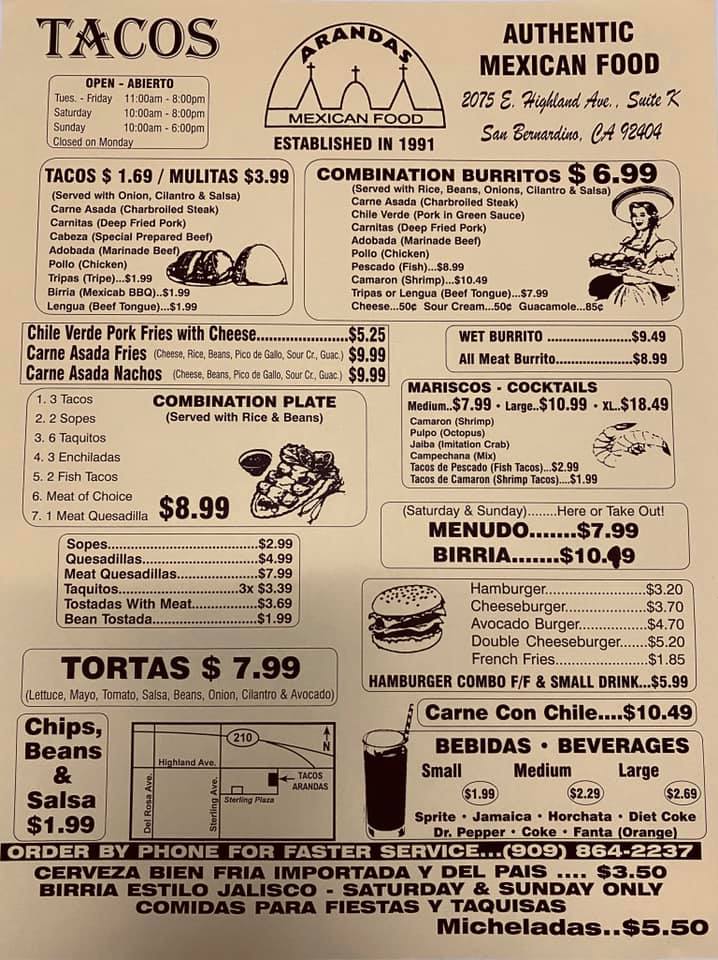 TACOS
OPEN - ABIERTO
Tues. - Friday 11:00am - 8:00pm
Saturday 10:00am - 8:00pm
Sunday 10:00am - 6:00pm
Closed on Monday
ARANDAS
MEXICAN FOOD
ESTABLISHED IN 1991
AUTHENTIC
MEXICAN FOOD
2075 E. Highland Ave., Suite K
San Bernardino, CA 92404
TACOS $ 1.69 / MULITAS $3.99
(Served with Onion, Cilantro & Salsa)
Carne Asada (Charbroiled Steak)
Carnitas (Deep Fried Pork)
Cabeza (Special Prepared Beef)
Adobada (Marinade Beef)
Pollo (Chicken)
Tripas (Tripe)...$1.99
Birria (Mexicab BBQ)..$1.99
Lengua (Beef Tongue)...$1.99
COMBINATION BURRITOS $ 6.99
(Served with Rice, Beans, Onions, Cilantro & Salsa)
Carne Asada (Charbroiled Steak)
Chile Verde (Pork in Green Sauce)
Carnitas (Deep Fried Pork)
Adobada (Marinade Beef)
Pollo (Chicken)
Pescado (Fish)...$8.99
Camaron (Shrimp)...$10.49
Tripas or Lengua (Beef Tongue)...$7.99
Cheese...50¢ Sour Cream...50¢ Guacamole...85¢
Chile Verde Pork Fries with Cheese......................$5.25
Carne Asada Fries (Cheese, Rice, Beans, Pico de Gallo, Sour Cr., Guac.) $9.99
Carne Asada Nachos (Cheese, Beans, Pico de Gallo, Sour Cr., Guac.) $9.99
WET BURRITO ....................$9.49
All Meat Burrito...................$8.99
COMBINATION PLATE
(Served with Rice & Beans)
1. 3 Tacos
2. 2 Sopes
3. 6 Taquitos
4. 3 Enchiladas
5. 2 Fish Tacos
6. Meat of Choice
7. 1 Meat Quesadilla
$8.99
MARISCOS - COCKTAILS
Medium..$7.99 • Large..$10.99 • XL..$18.49
Camaron (Shrimp)
Pulpo (Octopus)
Jaiba (Imitation Crab)
Campechana (Mix)
Tacos de Pescado (Fish Tacos)...$2.99
Tacos de Camaron (Shrimp Tacos)....$1.99
(Saturday & Sunday)........Here or Take Out!
MENUDO.......$7.99
BIRRIA.......$10.99
Sopes...............................$2.99
Quesadillas.......................$4.99
Meat Quesadillas................$7.99
Taquitos........................3x $3.39
Tostadas With Meat............$3.69
Bean Tostada.....................$1.99
Hamburger.......................$3.20
Cheeseburger...................$3.70
Avocado Burger................$4.70
Double Cheeseburger.......$5.20
French Fries.....................$1.85
HAMBURGER COMBO F/F & SMALL DRINK...$5.99
TORTAS $ 7.99
(Lettuce, Mayo, Tomato, Salsa, Beans, Onion, Cilantro & Avocado)
Carne Con Chile....$10.49
Chips,
Beans
&
Salsa
$1.99
210
N
Highland Ave.
Del Rosa Ave.
Sterling Ave.
TACOS
ARANDAS
Sterling Plaza
BEBIDAS • BEVERAGES
Small Medium Large
$1.99 $2.29 $2.69
Sprite • Jamaica • Horchata • Diet Coke
Dr. Pepper • Coke • Fanta (Orange)
ORDER BY PHONE FOR FASTER SERVICE...(909) 864-2237
CERVEZA BIEN FRIA IMPORTADA Y DEL PAIS .... $3.50
BIRRIA ESTILO JALISCO - SATURDAY & SUNDAY ONLY
COMIDAS PARA FIESTAS Y TAQUISAS
Micheladas..$5.50